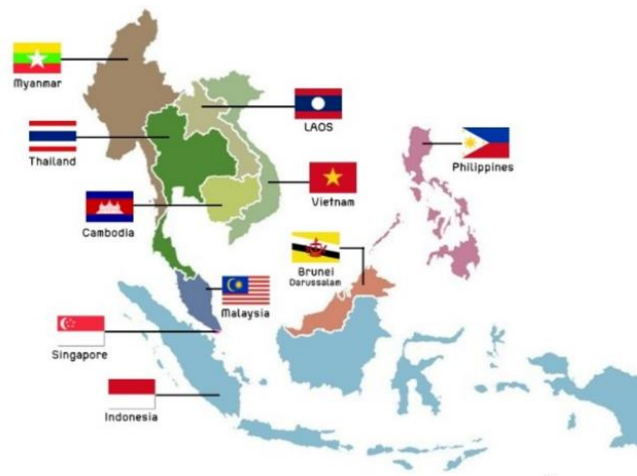 Myanmar
LAOS
Thailand
Philippines
Vietnam
Cambodia
Brunei
Darussalam
Malaysia
Singapore
Indonesia